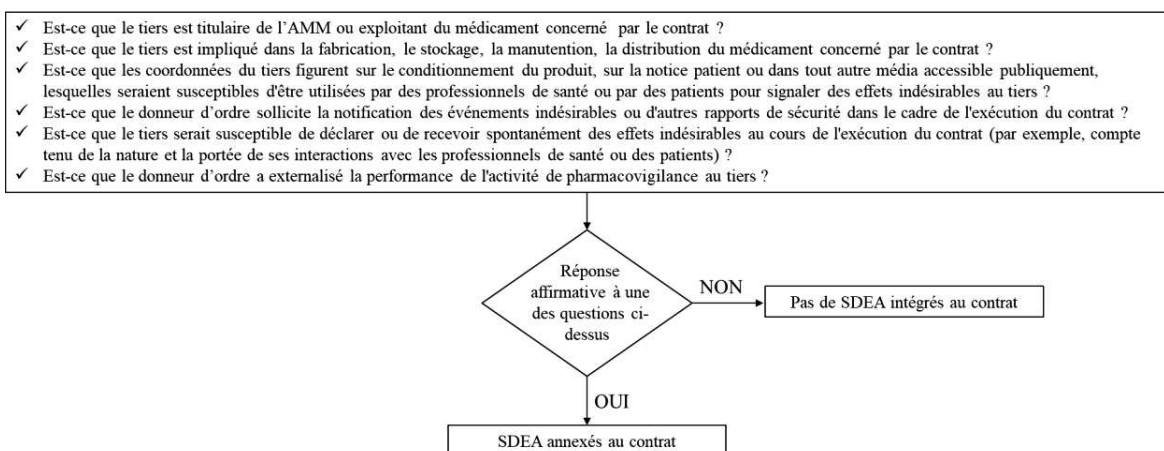 ✓ Est-ce que le tiers est titulaire de l’AMM ou exploitant du médicament concerné par le contrat ?
✓ Est-ce que le tiers est impliqué dans la fabrication, le stockage, la manutention, la distribution du médicament concerné par le contrat ?
✓ Est-ce que les coordonnées du tiers figurent sur le conditionnement du produit, sur la notice patient ou dans tout autre média accessible publiquement,
lesquelles seraient susceptibles d'être utilisées par des professionnels de santé ou par des patients pour signaler des effets indésirables au tiers ?
✓ Est-ce que le donneur d’ordre sollicite la notification des événements indésirables ou d'autres rapports de sécurité dans le cadre de l'exécution du contrat ?
✓ Est-ce que le tiers serait susceptible de déclarer ou de recevoir spontanément des effets indésirables au cours de l'exécution du contrat (par exemple, compte
tenu de la nature et la portée de ses interactions avec les professionnels de santé ou des patients) ?
✓ Est-ce que le donneur d’ordre a externalisé la performance de l'activité de pharmacovigilance au tiers ?
Réponse
affirmative à une
des questions ci-
dessus
NON
Pas de SDEA intégrés au contrat
OUI
SDEA annexés au contrat